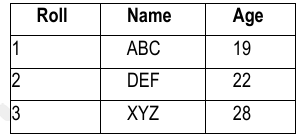 Roll Name Age
1 ABC 19
2 DEF 22
3 XYZ 28